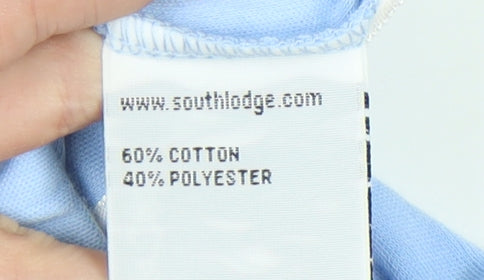 www.southlodge.com
60% COTTON
40% POLYESTER